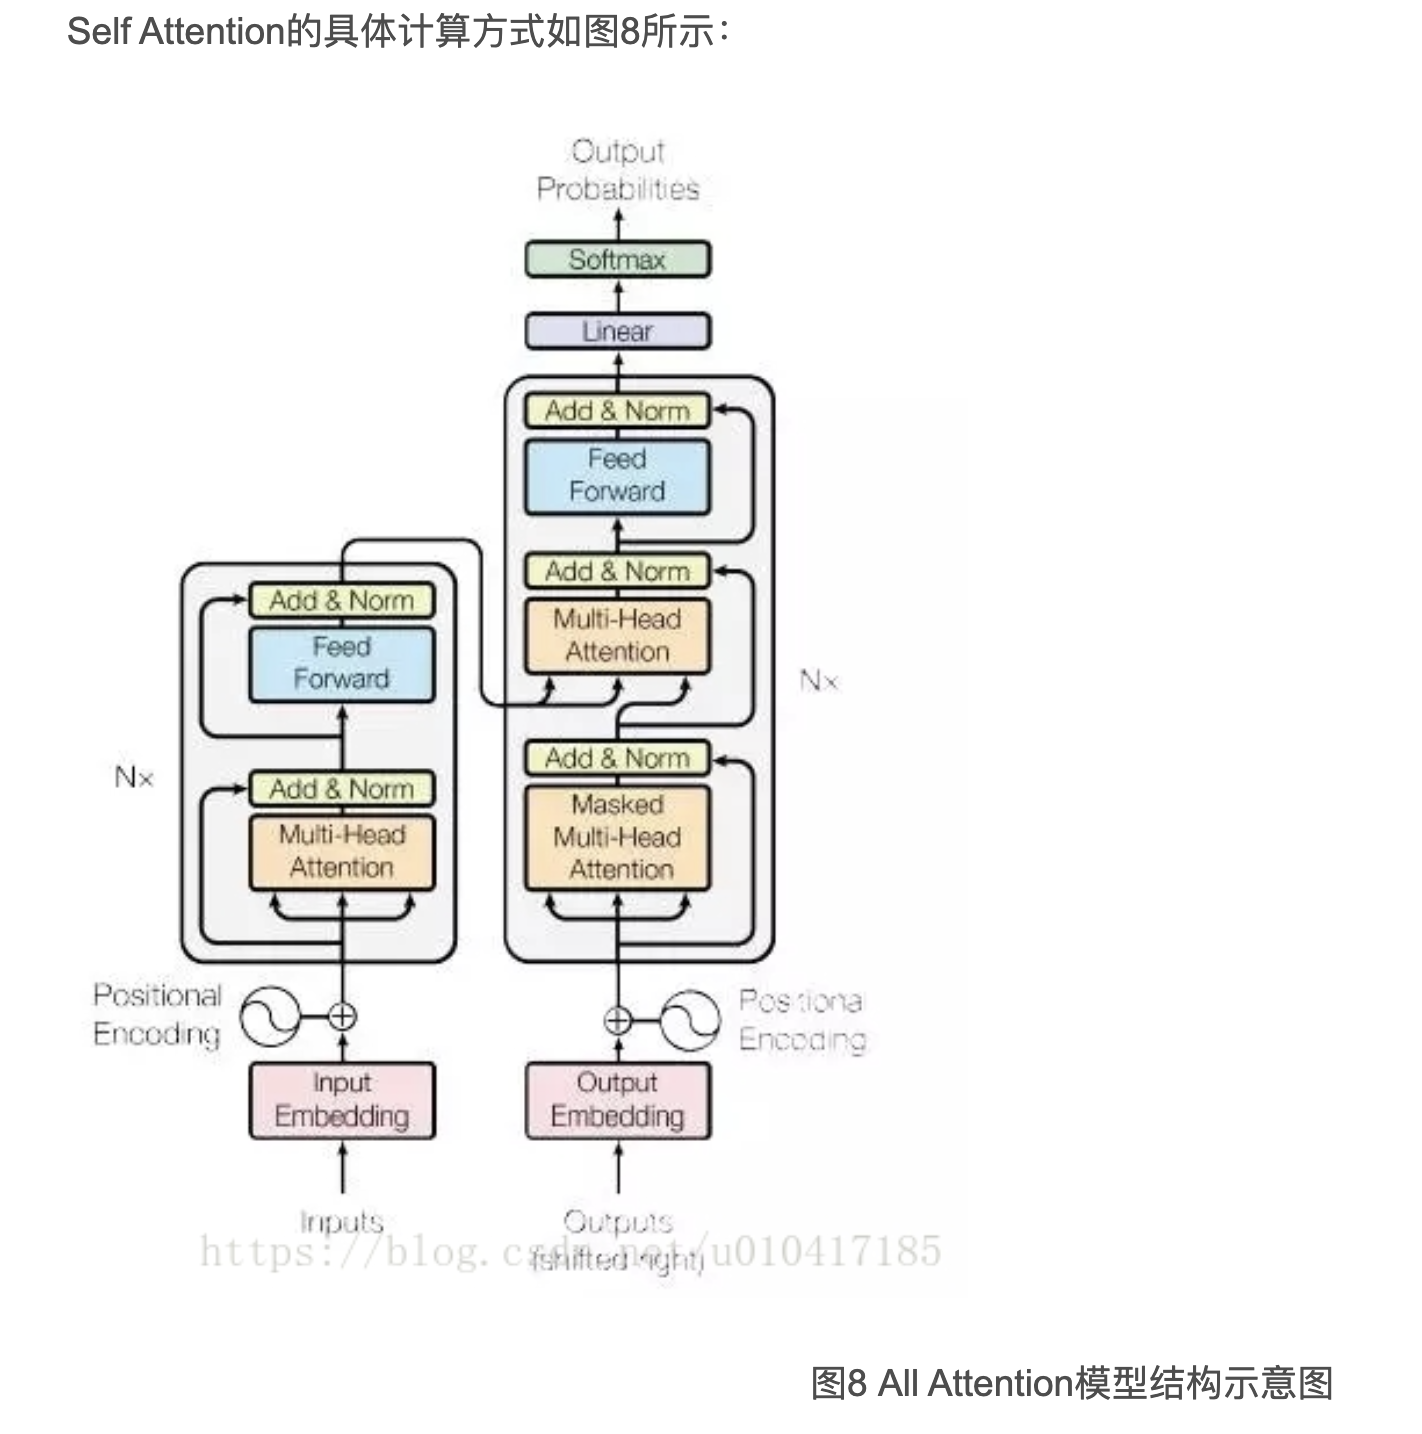 Self Attention的具体计算方式如图8所示：
Output
Probabilities
Softmax
Linear
Add & Norm
Feed
Forward
Add & Norm
Multi-Head
Attention
Nx
Add & Norm
Masked
Multi-Head
Attention
Add & Norm
Feed
Forward
Nx
Add & Norm
Multi-Head
Attention
Positional
Encoding
Positional
Encoding
Input
Embedding
Output
Embedding
Inputs
Outputs
(shifted right)
https://blog.csdn.net/u010417185
图8 All Attention模型结构示意图